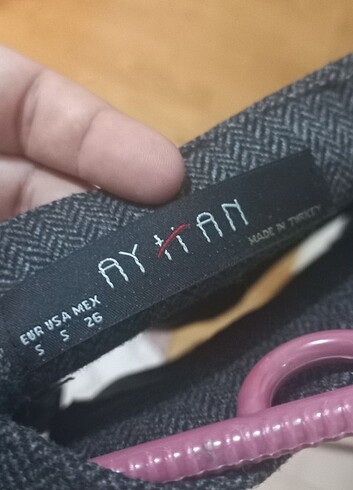 AYHAN
MADE IN TURKEY
EUR USA MEX
S S 26